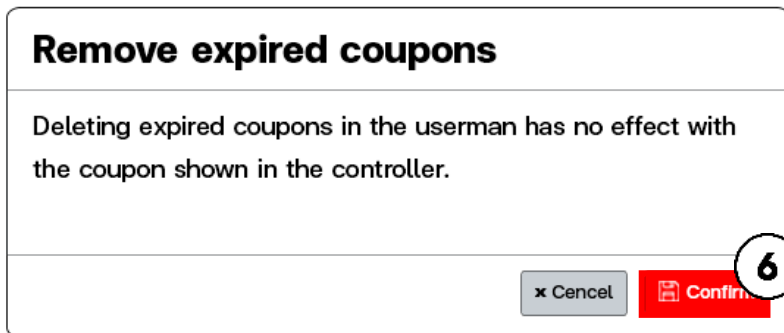 Remove expired coupons
Deleting expired coupons in the userman has no effect with
the coupon shown in the controller.
6
x Cencel
Confirm